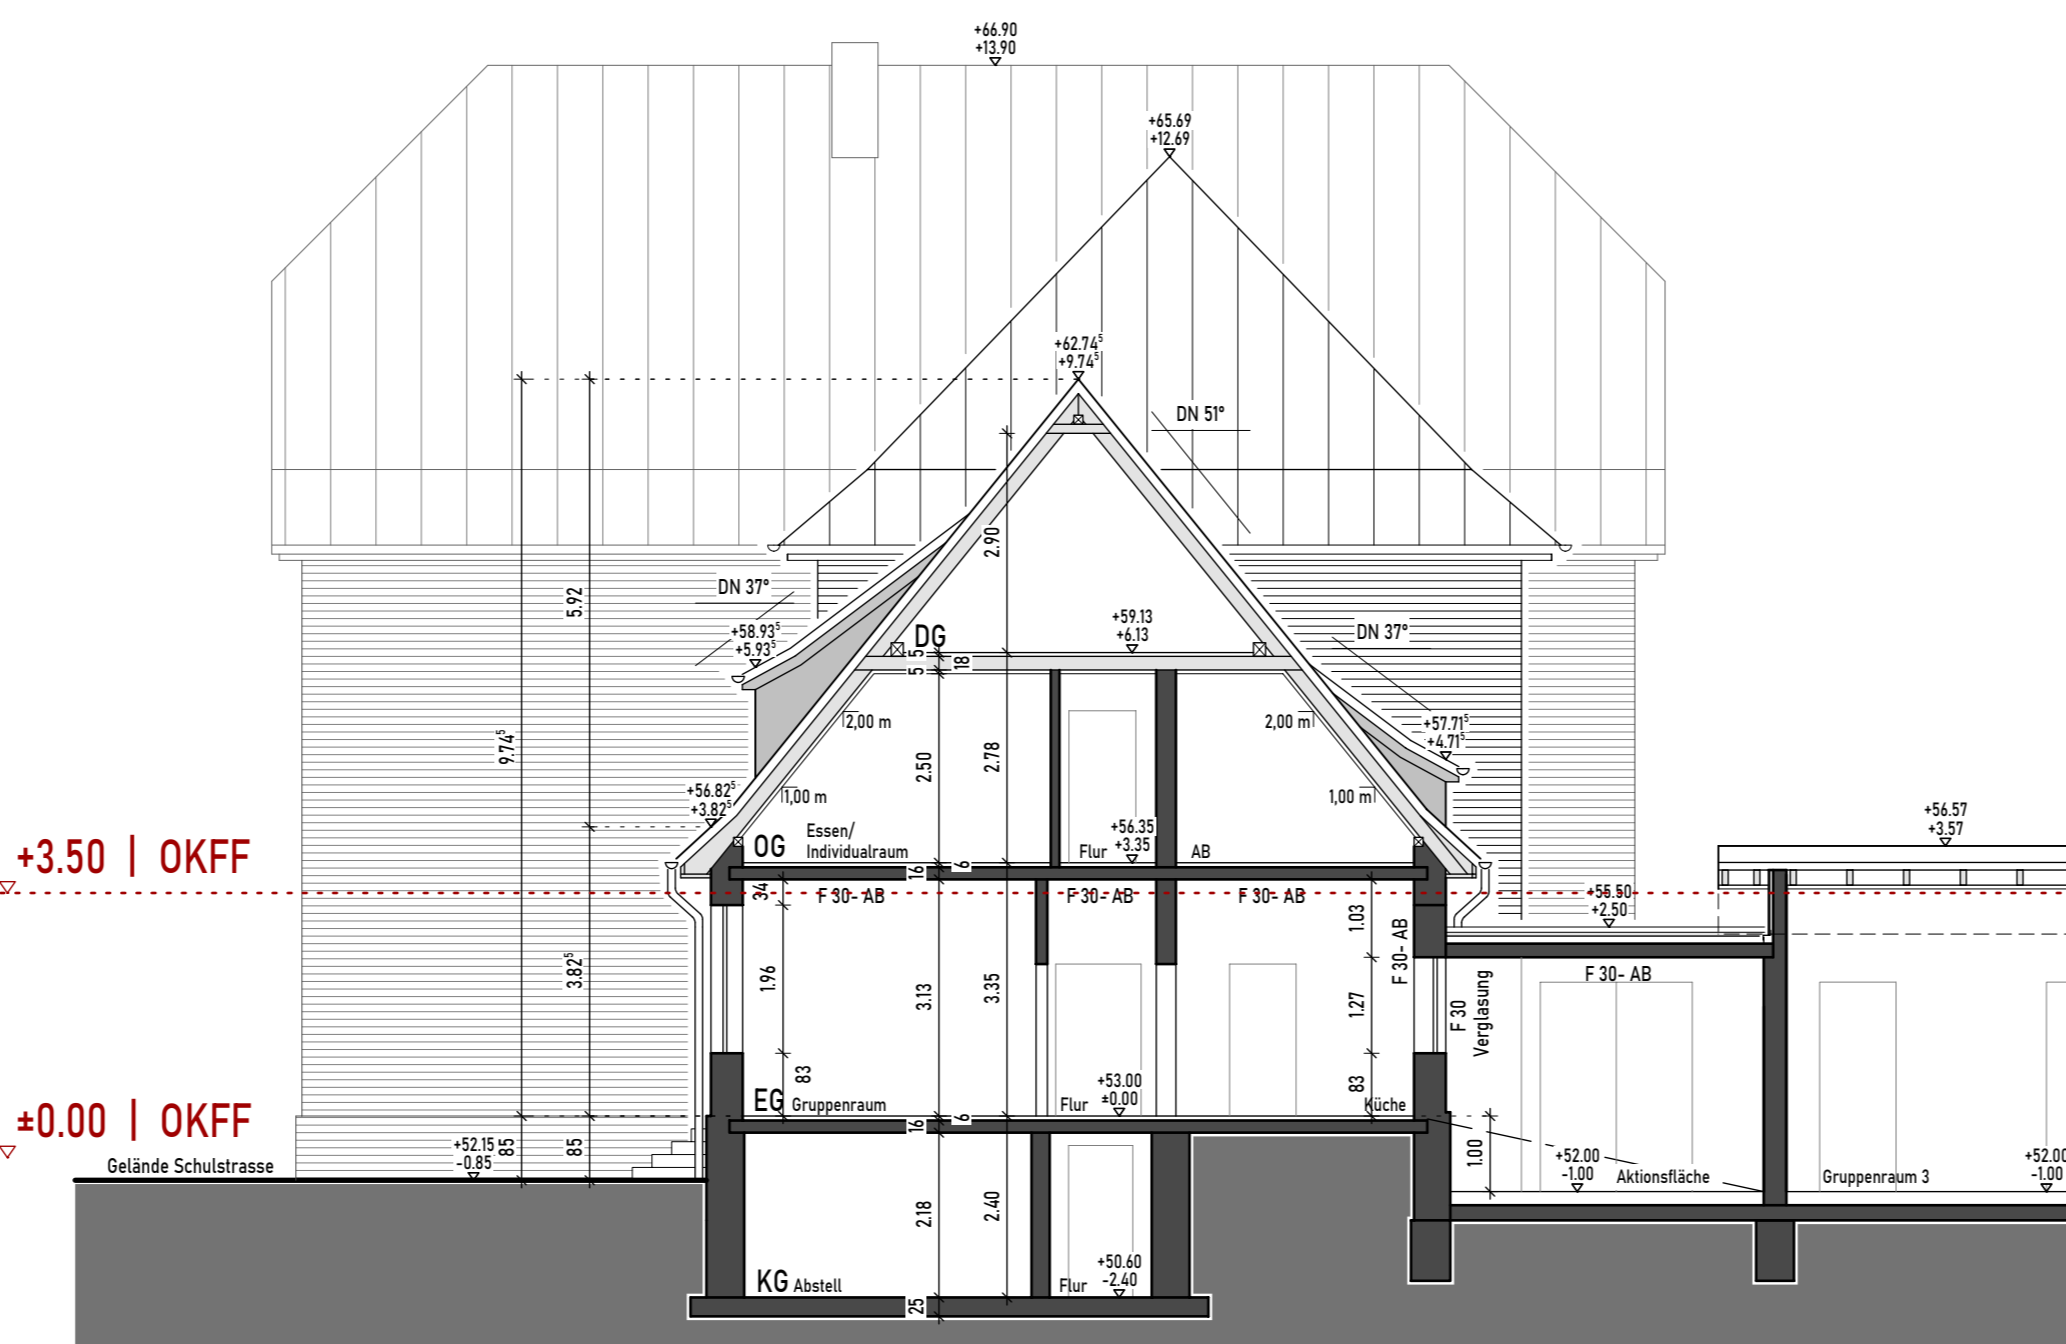 +66.90
+13.90
+65.69
+12.69
+62.74⁵
+9.74⁵
DN 51°
2.90
5.92
DN 37°
+58.93⁵
+5.93⁵
DG
5
18
5
+59.13
+6.13
DN 37°
9.74⁵
2,00 m
2,00 m
+57.71⁵
+4.71⁵
2.50
2.78
+56.82⁵
+3.82⁵
1,00 m
1,00 m
+56.57
+3.57
+3.50 | OKFF
OG
Essen/
Individualraum
+56.35
+3.35
Flur
AB
16
6
34
F 30- AB
F 30- AB
F 30- AB
+55.50
+2.50
1.03
F 30- AB
3.82⁵
1.96
3.13
3.35
1.27
F 30
Verglasung
F 30- AB
83
83
+53.00
±0.00
EG
Gruppenraum
Flur
Küche
±0.00 | OKFF
16
6
85
85
+52.15
-0.85
Gelände Schulstrasse
1.00
+52.00
-1.00
Aktionsfläche
Gruppenraum 3
+52.00
-1.00
2.18
2.40
+50.60
-2.40
KG
Abstell
Flur
25